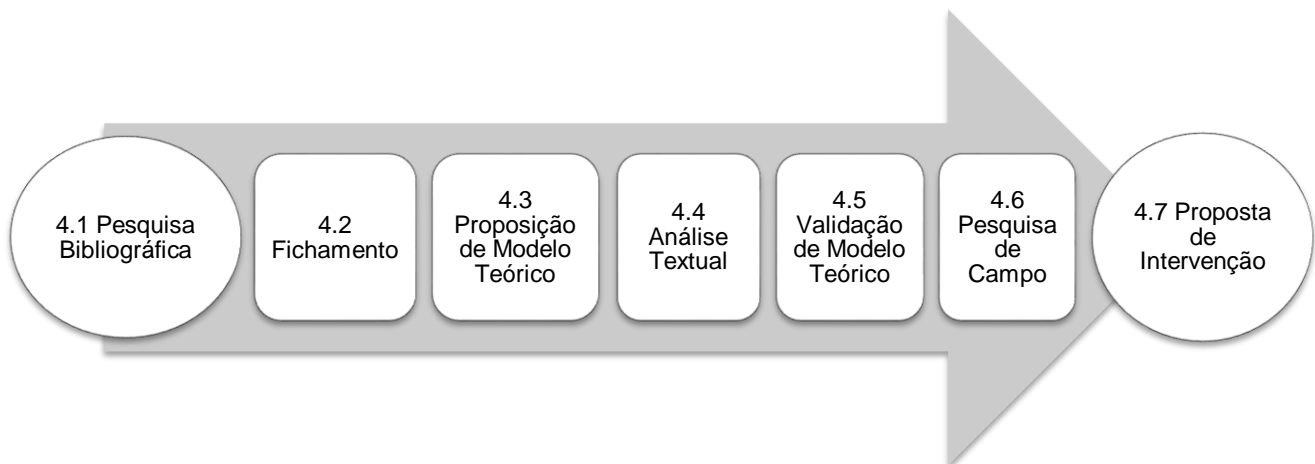 4.1 Pesquisa
Bibliográfica
4.2
Fichamento
4.3
Proposição
de Modelo
Teórico
4.4
Análise
Textual
4.5
Validação
de Modelo
Teórico
4.6
Pesquisa
de
Campo
4.7 Proposta
de
Intervenção